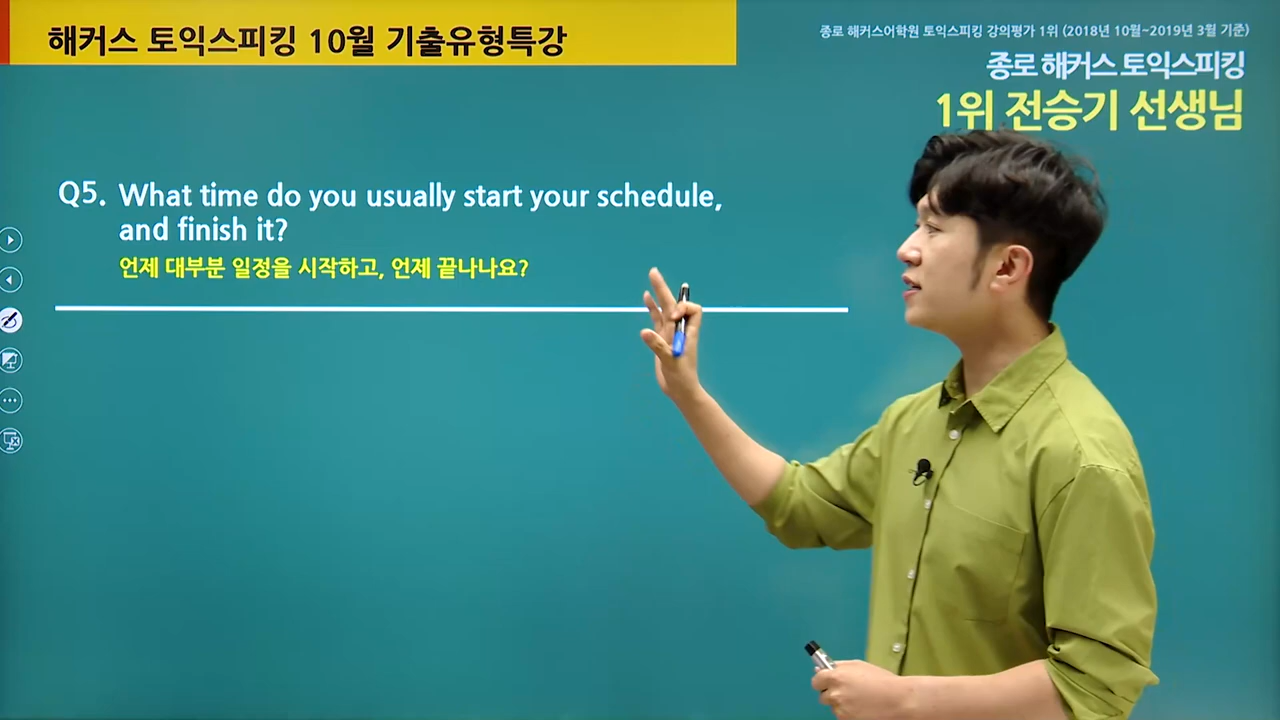 해커스 토익스피킹 10월 기출유형특강
종로 해커스어학원 토익스피킹 강의평가 1위 (2018년 10월~2019년 3월 기준)
종로 해커스 토익스피킹
1위 전승기 선생님
Q5. What time do you usually start your schedule,
and finish it?
언제 대부분 일정을 시작하고, 언제 끝나나요?